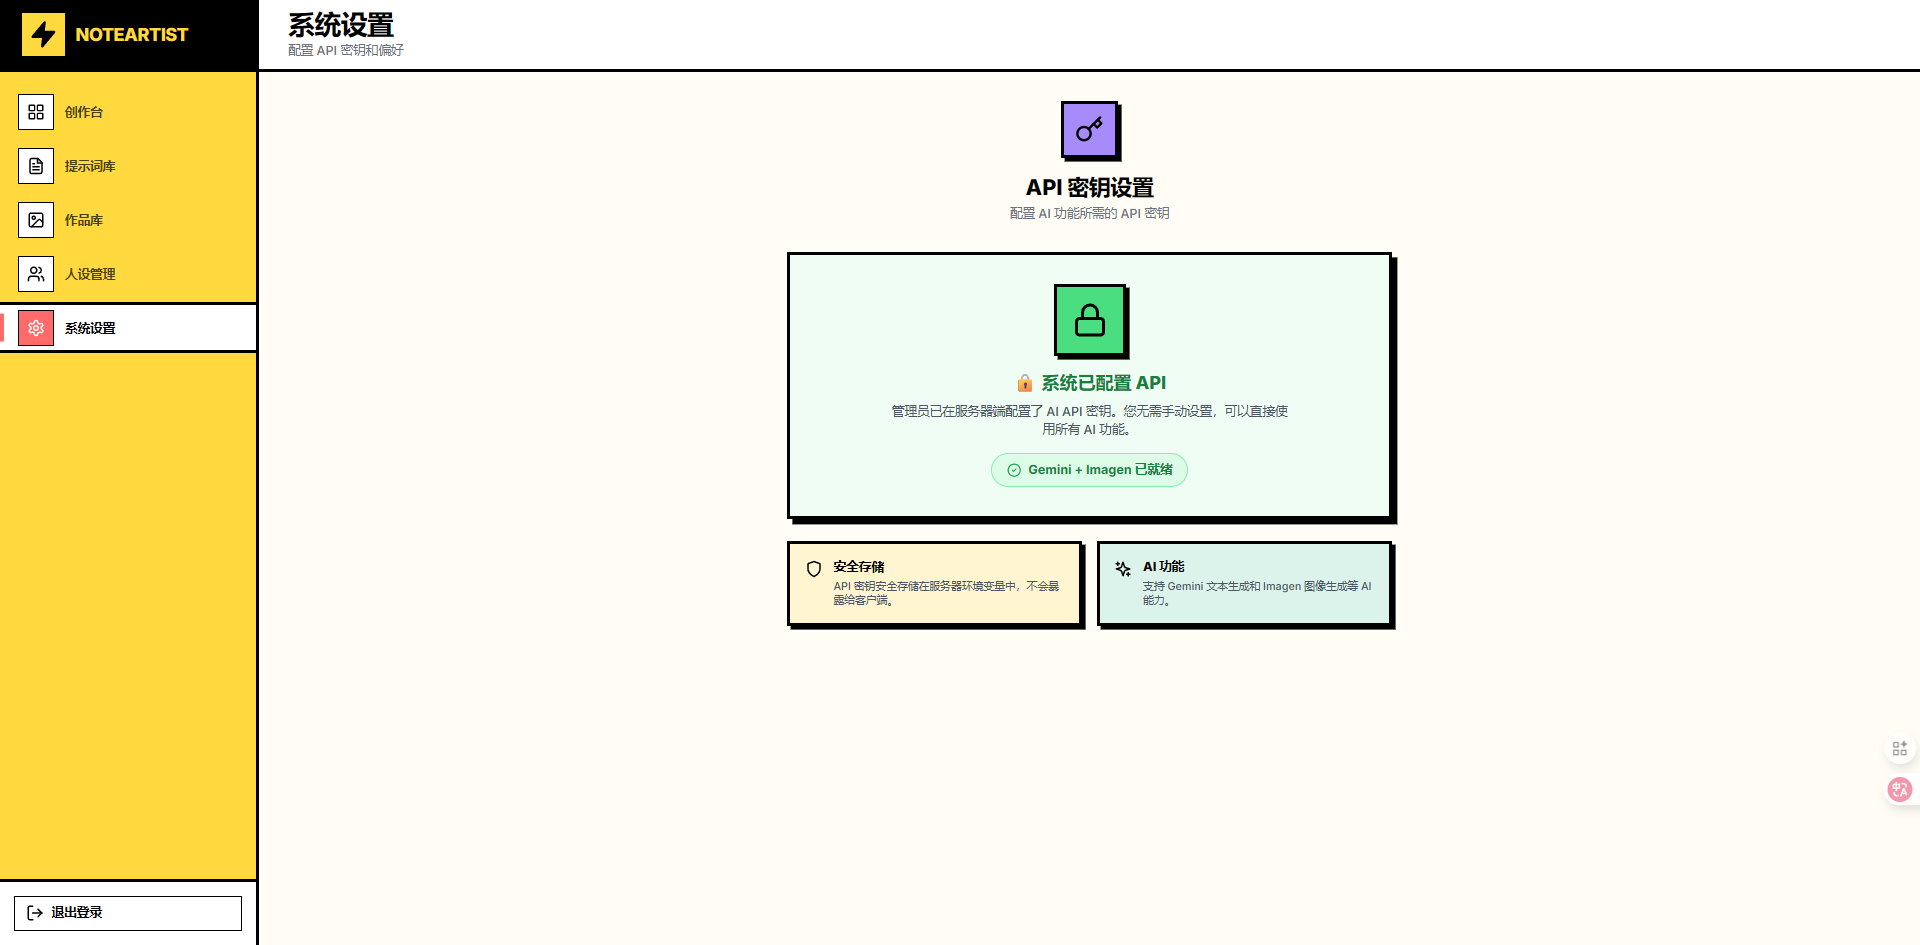 NOTEARTIST
创作台
提示词库
作品库
人设管理
系统设置
退出登录
系统设置
配置 API 密钥和偏好
API 密钥设置
配置 AI 功能所需的 API 密钥
系统已配置 API
管理员已在服务器端配置了 AI API 密钥。您无需手动设置，可以直接使
用所有 AI 功能。
Gemini + Imagen 已就绪
安全存储
API 密钥安全存储在服务器环境变量中，不会暴
露给客户端。
AI 功能
支持 Gemini 文本生成和 Imagen 图像生成等 AI
能力。